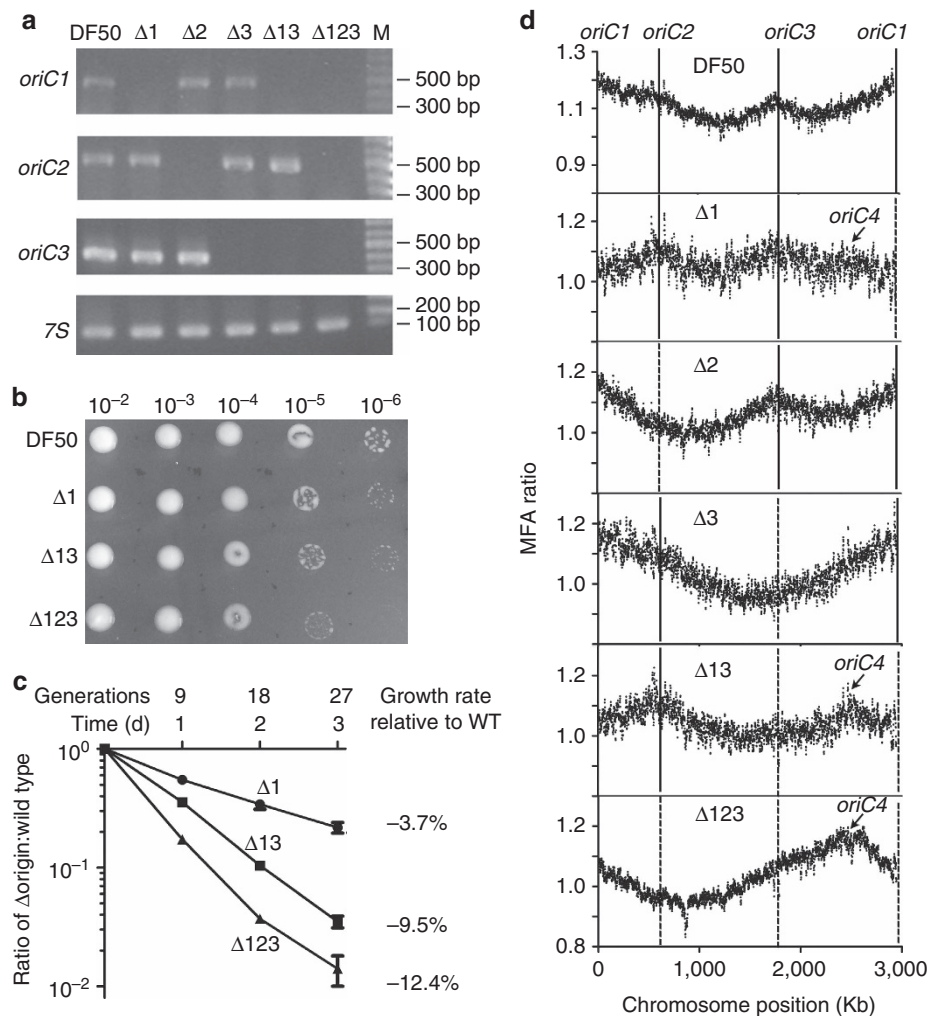 a
DF50 Δ1 Δ2 Δ3 Δ13 Δ123 M
oriC1
500 bp
300 bp
oriC2
500 bp
300 bp
oriC3
500 bp
300 bp
7S
200 bp
100 bp
b
10⁻² 10⁻³ 10⁻⁴ 10⁻⁵ 10⁻⁶
DF50
Δ1
Δ13
Δ123
c
Generations 9 18 27 Growth rate
Time (d) 1 2 3 relative to WT
Ratio of Δorigin:wild type
10⁰
10⁻¹
10⁻²
Δ1
Δ13
Δ123
−3.7%
−9.5%
−12.4%
d
oriC1 oriC2 oriC3 oriC1
MFA ratio
1.3
1.1
0.9
DF50
1.2
1.0
Δ1
oriC4
1.2
1.0
Δ2
1.2
1.0
Δ3
1.2
1.0
Δ13
oriC4
1.2
1.0
0.8
Δ123
oriC4
0 1,000 2,000 3,000
Chromosome position (Kb)